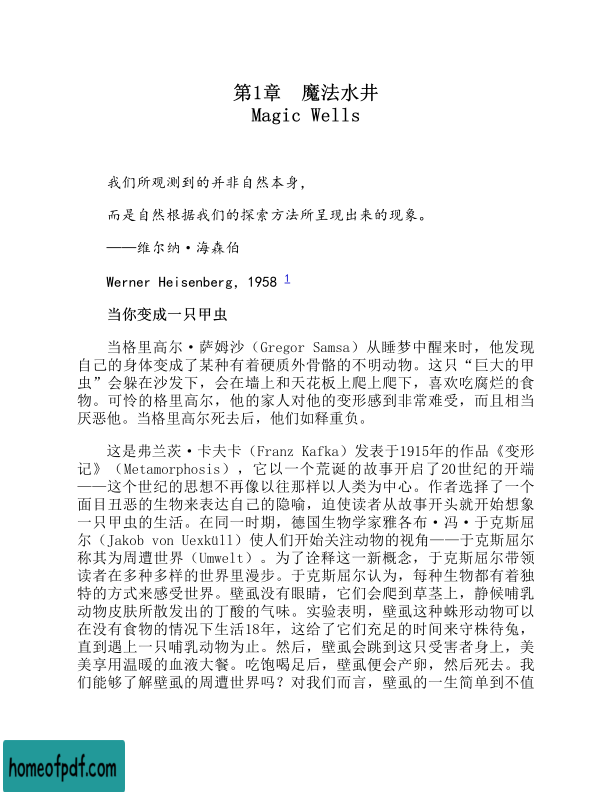 第1章　魔法水井
Magic Wells
我们所观测到的并非自然本身，
而是自然根据我们的探索方法所呈现出来的现象。
——维尔纳·海森伯
Werner Heisenberg, 1958 1
当你变成一只甲虫
当格里高尔·萨姆沙（Gregor Samsa）从睡梦中醒来时，他发现
自己的身体变成了某种有着硬质外骨骼的不明动物。这只“巨大的甲
虫”会躲在沙发下，会在墙上和天花板上爬上爬下，喜欢吃腐烂的食
物。可怜的格里高尔，他的家人对他的变形感到非常难受，而且相当
厌恶他。当格里高尔死去后，他们如释重负。
这是弗兰茨·卡夫卡（Franz Kafka）发表于1915年的作品《变形
记》（Metamorphosis），它以一个荒诞的故事开启了20世纪的开端
——这个世纪的思想不再像以往那样以人类为中心。作者选择了一个
面目丑恶的生物来表达自己的隐喻，迫使读者从故事开头就开始想象
一只甲虫的生活。在同一时期，德国生物学家雅各布·冯·于克斯屈
尔（Jakob von Uexküll）使人们开始关注动物的视角——于克斯屈尔
称其为周遭世界（Umwelt）。为了诠释这一新概念，于克斯屈尔带领
读者在多种多样的世界里漫步。于克斯屈尔认为，每种生物都有着独
特的方式来感受世界。壁虱没有眼睛，它们会爬到草茎上，静候哺乳
动物皮肤所散发出的丁酸的气味。实验表明，壁虱这种蛛形动物可以
在没有食物的情况下生活18年，这给了它们充足的时间来守株待兔，
直到遇上一只哺乳动物为止。然后，壁虱会跳到这只受害者身上，美
美享用温暖的血液大餐。吃饱喝足后，壁虱便会产卵，然后死去。我
们能够了解壁虱的周遭世界吗？对我们而言，壁虱的一生简单到不值
homeofpdf.com